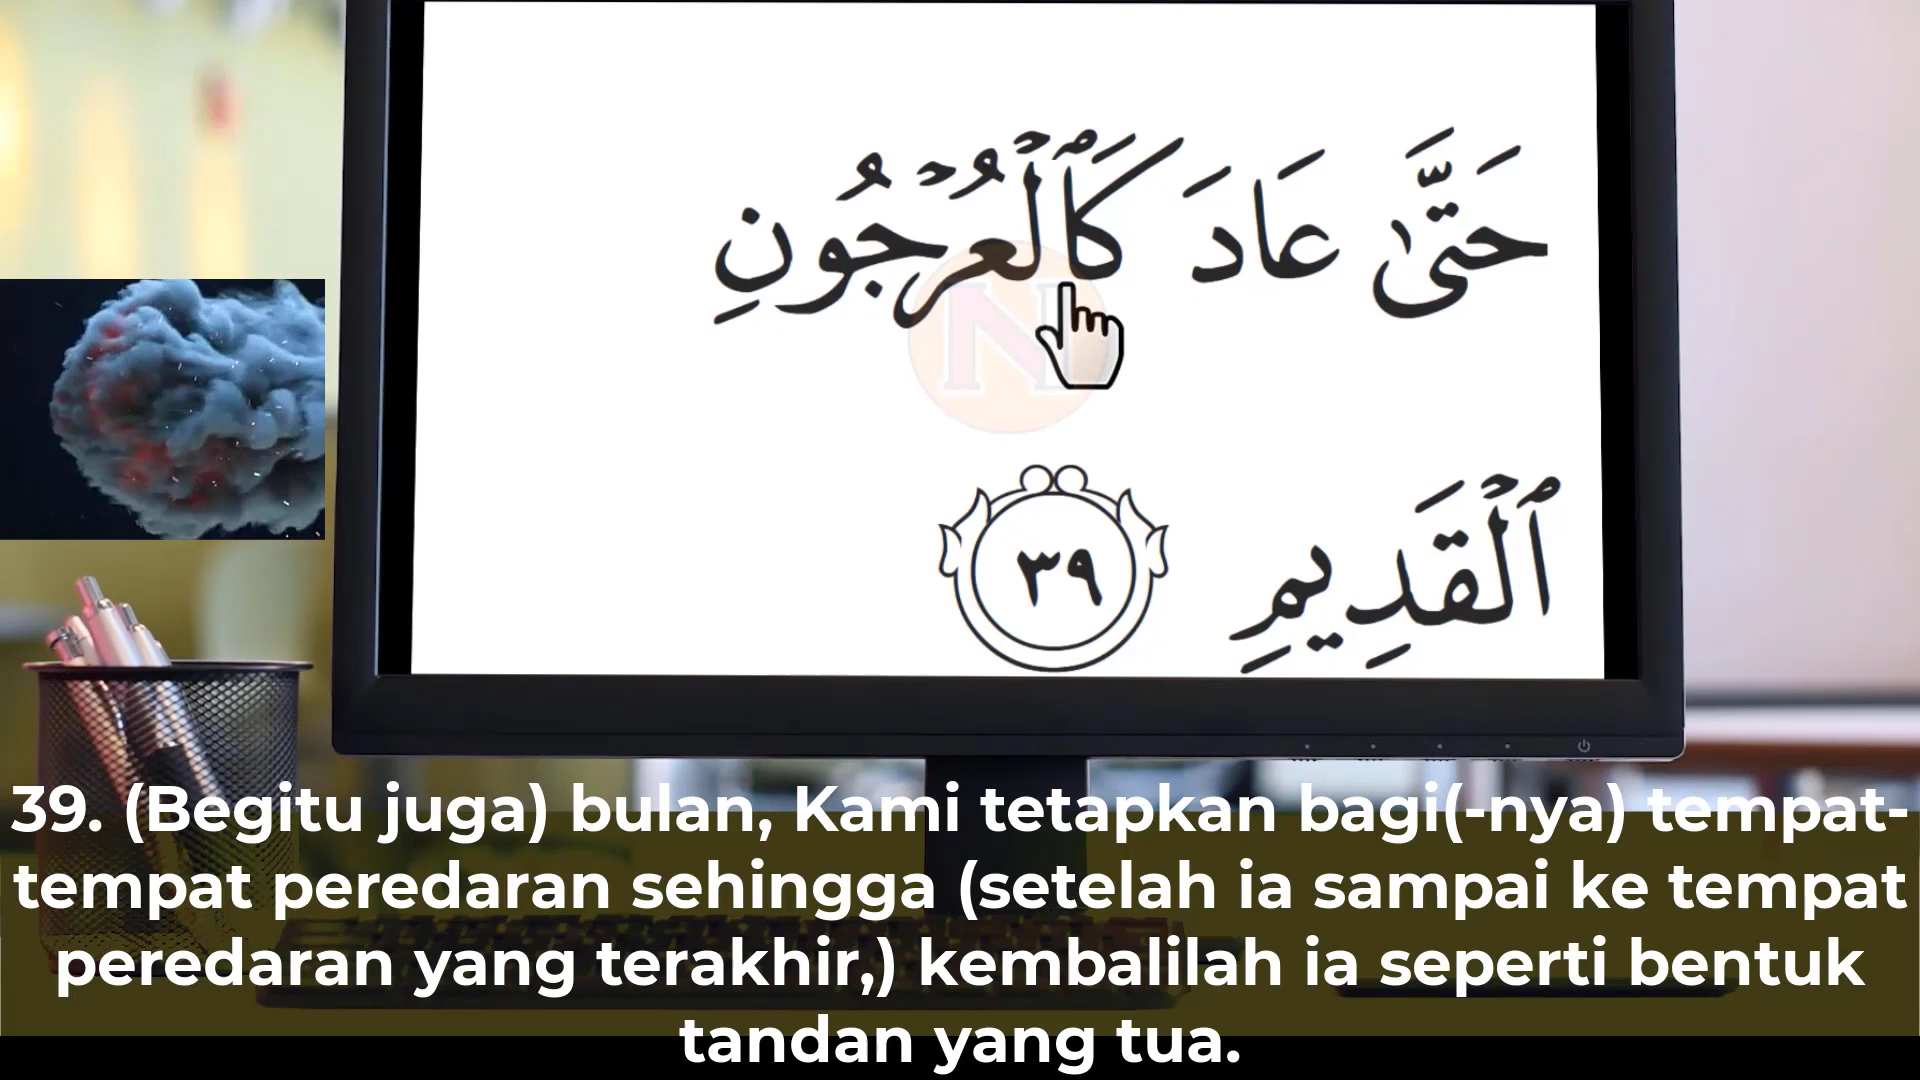 حَتَّىٰ عَادَ كَٱلْعُرْجُونِ
ٱلْقَدِيمِ ٣٩
N
39. (Begitu juga) bulan, Kami tetapkan bagi(-nya) tempat-
tempat peredaran sehingga (setelah ia sampai ke tempat
peredaran yang terakhir,) kembalilah ia seperti bentuk
tandan yang tua.